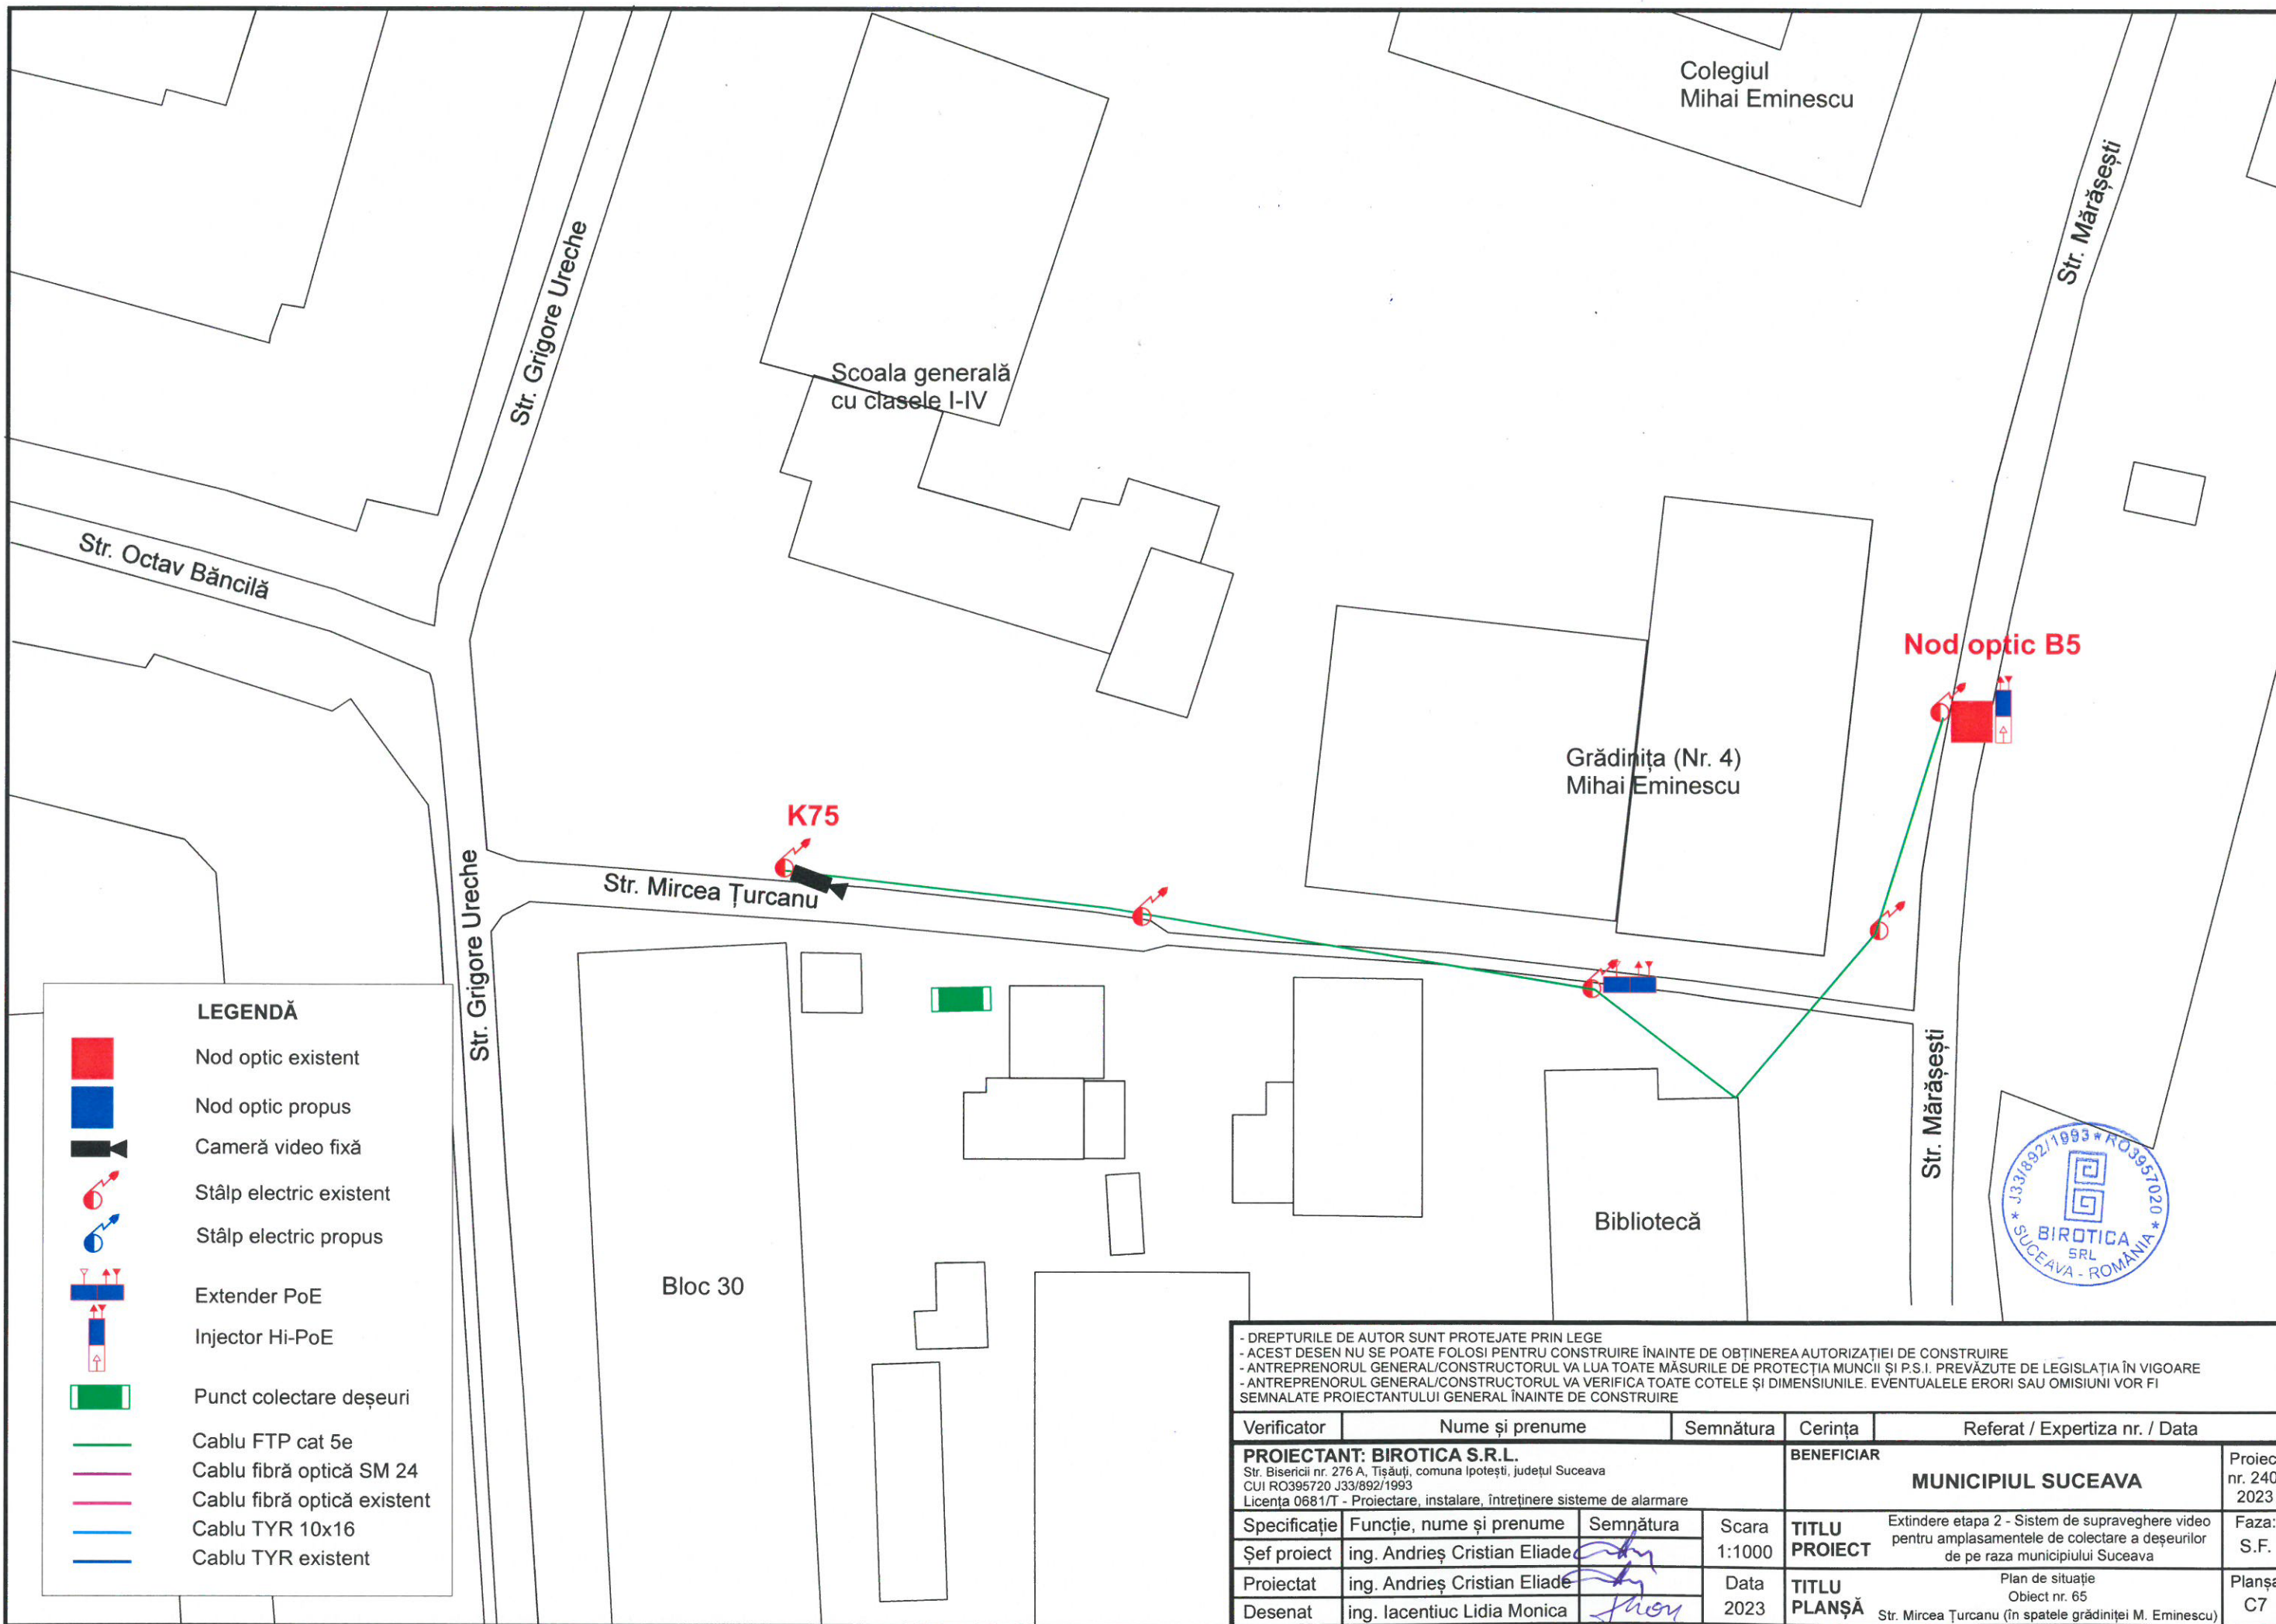 Colegiul
Mihai Eminescu
Str. Mărășești
Str. Grigore Ureche
Scoala generală
cu clasele I-IV
Str. Octav Băncilă
Nod optic B5
Grădinița (Nr. 4)
Mihai Eminescu
K75
Str. Mircea Țurcanu
Str. Grigore Ureche
Str. Mărășești
Bibliotecă
Bloc 30
LEGENDĂ
Nod optic existent
Nod optic propus
Cameră video fixă
Stâlp electric existent
Stâlp electric propus
Extender PoE
Injector Hi-PoE
Punct colectare deșeuri
Cablu FTP cat 5e
Cablu fibră optică SM 24
Cablu fibră optică existent
Cablu TYR 10x16
Cablu TYR existent
* J33/892/1993 * RO3957020 *
BIROTICA
SRL
SUCEAVA - ROMÂNIA
- DREPTURILE DE AUTOR SUNT PROTEJATE PRIN LEGE
- ACEST DESEN NU SE POATE FOLOSI PENTRU CONSTRUIRE ÎNAINTE DE OBȚINEREA AUTORIZAȚIEI DE CONSTRUIRE
- ANTREPRENORUL GENERAL/CONSTRUCTORUL VA LUA TOATE MĂSURILE DE PROTECȚIA MUNCII ȘI P.S.I. PREVĂZUTE DE LEGISLAȚIA ÎN VIGOARE
- ANTREPRENORUL GENERAL/CONSTRUCTORUL VA VERIFICA TOATE COTELE ȘI DIMENSIUNILE. EVENTUALELE ERORI SAU OMISIUNI VOR FI
SEMNALATE PROIECTANTULUI GENERAL ÎNAINTE DE CONSTRUIRE
Verificator Nume și prenume Semnătura Cerința Referat / Expertiza nr. / Data
PROIECTANT: BIROTICA S.R.L.
Str. Bisericii nr. 276 A, Tișăuți, comuna Ipotești, județul Suceava
CUI RO395720 J33/892/1993
Licența 0681/T - Proiectare, instalare, întreținere sisteme de alarmare
BENEFICIAR
MUNICIPIUL SUCEAVA
Proiec
nr. 240
2023
Specificație Funcție, nume și prenume Semnătura Scara
Șef proiect ing. Andrieș Cristian Eliade 1:1000
Proiectat ing. Andrieș Cristian Eliade Data
Desenat ing. Iacentiuc Lidia Monica 2023
TITLU
PROIECT
Extindere etapa 2 - Sistem de supraveghere video
pentru amplasamentele de colectare a deșeurilor
de pe raza municipiului Suceava
Faza:
S.F.
TITLU
PLANȘĂ
Plan de situație
Obiect nr. 65
Str. Mircea Țurcanu (în spatele grădiniței M. Eminescu)
Planșa
C7